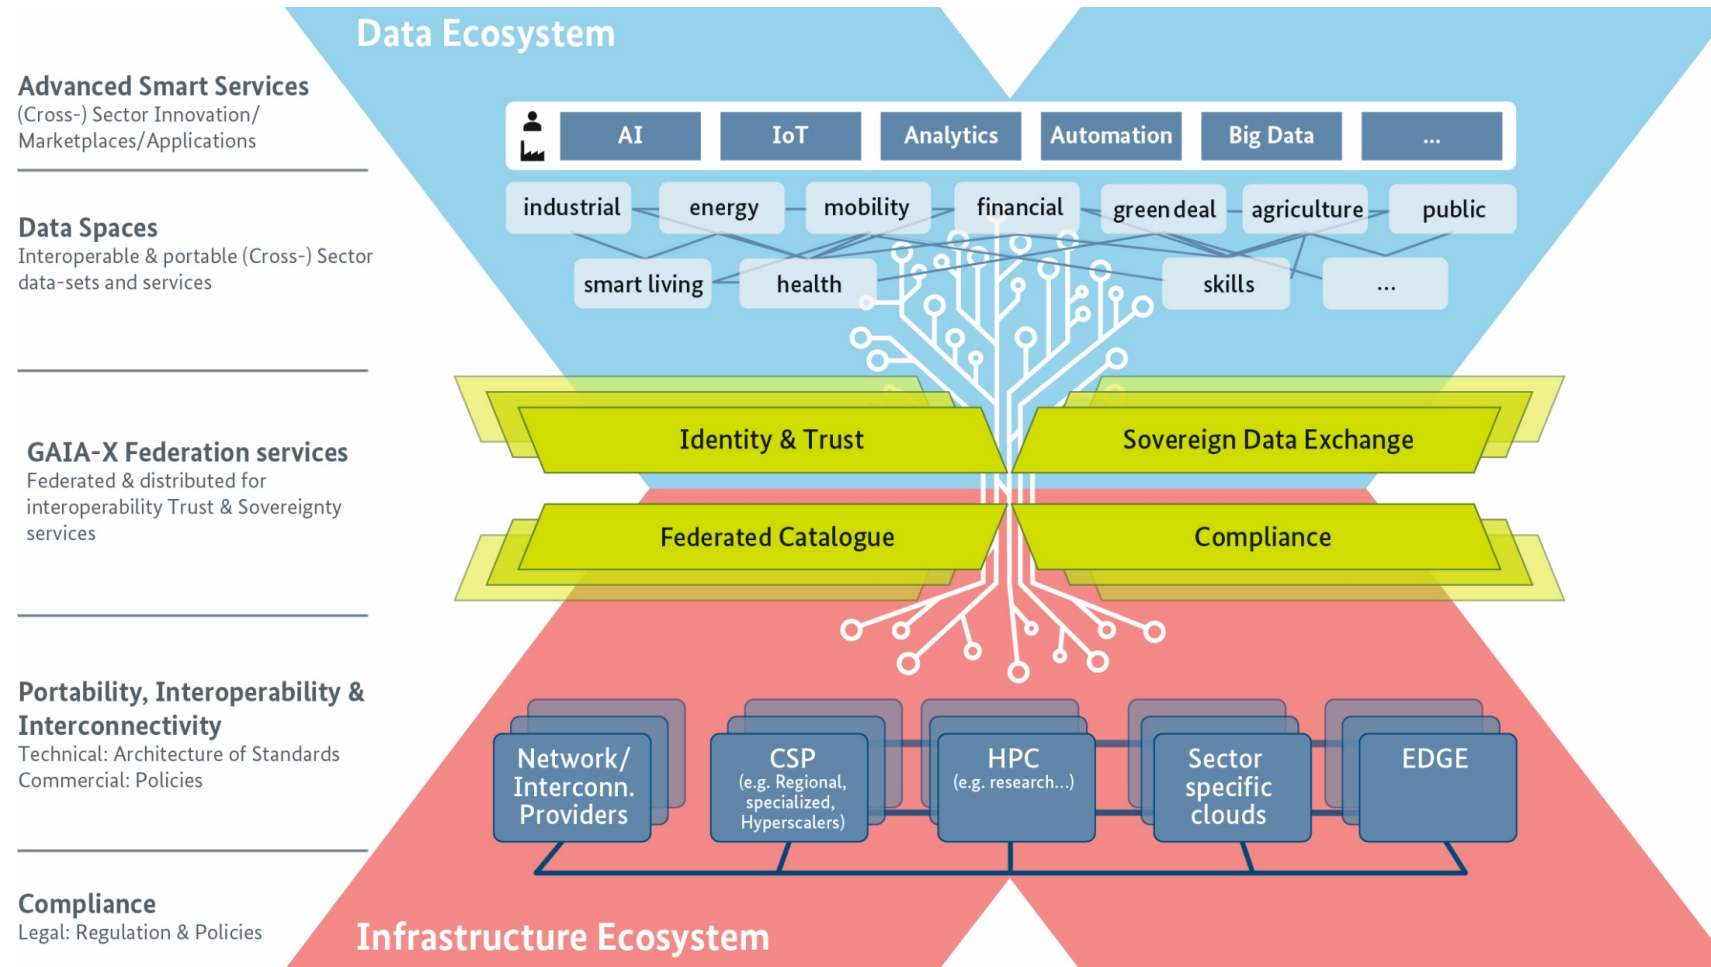 Data Ecosystem
Advanced Smart Services
(Cross-) Sector Innovation/
Marketplaces/Applications
AI
IoT
Analytics
Automation
Big Data
...
Data Spaces
Interoperable & portable (Cross-) Sector
data-sets and services
industrial
energy
mobility
financial
green deal
agriculture
public
smart living
health
skills
...
GAIA-X Federation services
Federated & distributed for
interoperability Trust & Sovereignty
services
Identity & Trust
Sovereign Data Exchange
Federated Catalogue
Compliance
Portability, Interoperability &
Interconnectivity
Technical: Architecture of Standards
Commercial: Policies
Network/
Interconn.
Providers
CSP
(e.g. Regional,
specialized,
Hyperscalers)
HPC
(e.g. research...)
Sector
specific
clouds
EDGE
Compliance
Legal: Regulation & Policies
Infrastructure Ecosystem